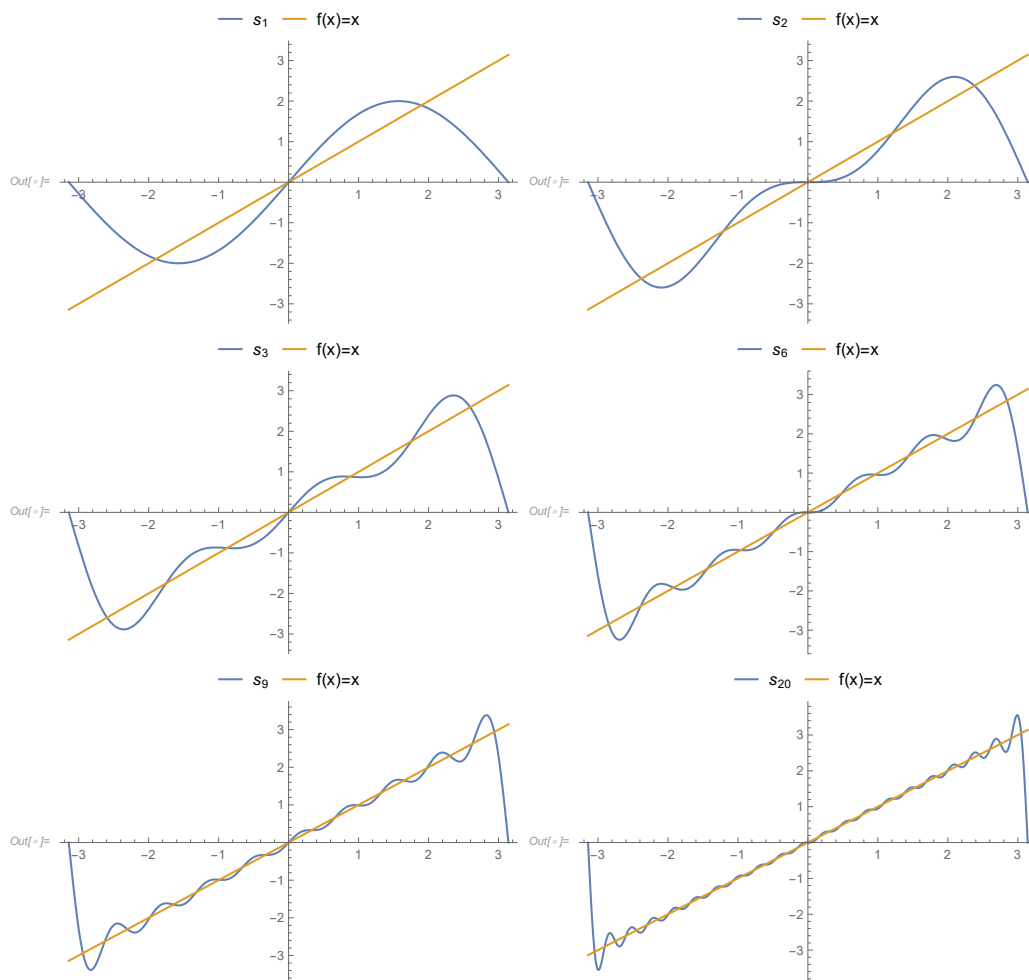 s₁ f(x)=x
3
2
1
Out[∘]=
-3 -2 -1 1 2 3
-1
-2
-3
s₂ f(x)=x
3
2
1
Out[∘]=
-3 -2 -1 1 2 3
-1
-2
-3
s₃ f(x)=x
3
2
1
Out[∘]=
-3 -2 -1 1 2 3
-1
-2
-3
s₆ f(x)=x
3
2
1
Out[∘]=
-3 -2 -1 1 2 3
-1
-2
-3
s₉ f(x)=x
3
2
1
Out[∘]=
-3 -2 -1 1 2 3
-1
-2
-3
s₂₀ f(x)=x
3
2
1
Out[∘]=
-3 -2 -1 1 2 3
-1
-2
-3